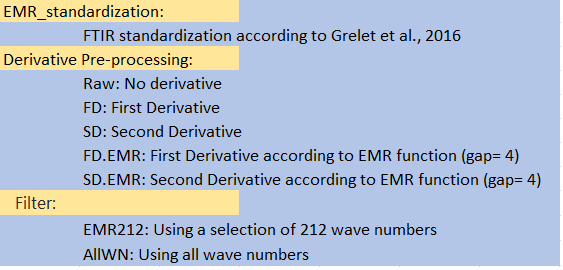 EMR_standardization:
FTIR standardization according to Grelet et al., 2016
Derivative Pre-processing:
Raw: No derivative
FD: First Derivative
SD: Second Derivative
FD.EMR: First Derivative according to EMR function (gap= 4)
SD.EMR: Second Derivative according to EMR function (gap= 4)
Filter:
EMR212: Using a selection of 212 wave numbers
AllWN: Using all wave numbers